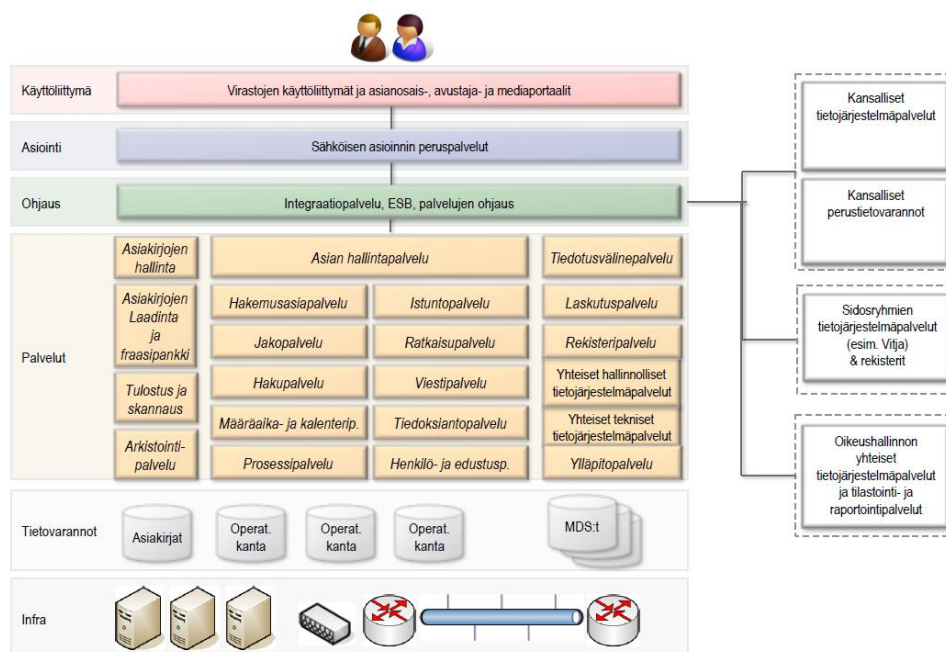 Käyttöliittymä
Virastojen käyttöliittymät ja asianosais-, avustaja- ja mediaportaalit
Asiointi
Sähköisen asioinnin peruspalvelut
Ohjaus
Integraatiopalvelu, ESB, palvelujen ohjaus
Palvelut
Asiakirjojen
hallinta
Asian hallintapalvelu
Tiedotusvälinepalvelu
Asiakirjojen
Laadinta
ja
fraasipankki
Hakemusasiapalvelu
Istuntopalvelu
Laskutuspalvelu
Jakopalvelu
Ratkaisupalvelu
Rekisteripalvelu
Tulostus ja
skannaus
Hakupalvelu
Viestipalvelu
Yhteiset hallinnolliset
tietojärjestelmäpalvelut
Määräaika- ja kalenterip.
Tiedoksiantopalvelu
Yhteiset tekniset
tietojärjestelmäpalvelut
Arkistointi-
palvelu
Prosessipalvelu
Henkilö- ja edustusp.
Ylläpitopalvelu
Tietovarannot
Asiakirjat
Operat.
kanta
Operat.
kanta
Operat.
kanta
MDS:t
Infra
Kansalliset
tietojärjestelmäpalvelut
Kansalliset
perustietovarannot
Sidosryhmien
tietojärjestelmäpalvelut
(esim. Vitja)
& rekisterit
Oikeushallinnon
yhteiset
tietojärjestelmäpalvelut
ja tilastointi- ja
raportointipalvelut